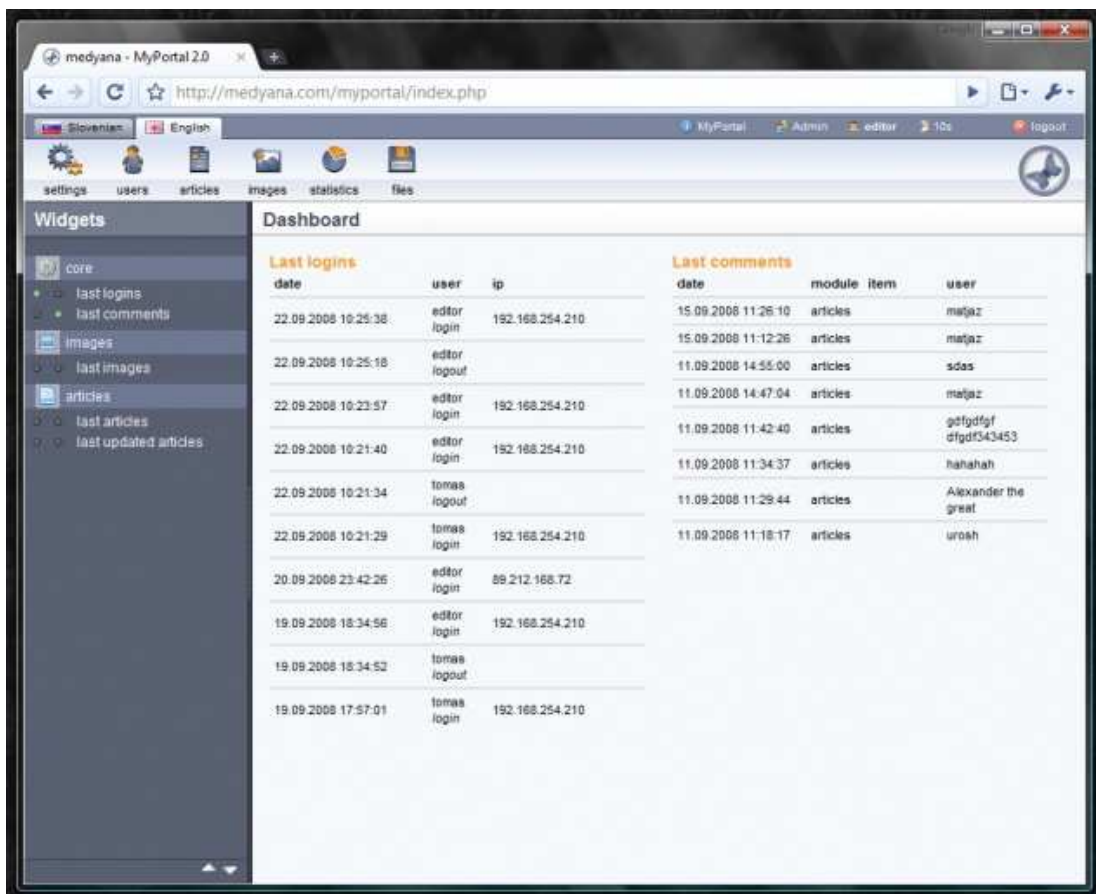 Google
medyana - MyPortal 2.0
http://medyana.com/myportal/index.php
Slovenian English MyPortal Admin editor 10s logout
settings users articles images statistics files
Widgets
core
last logins
last comments
images
last images
articles
last articles
last updated articles
Dashboard
Last logins
date user ip
22.09.2008 10:25:38 editor login 192.168.254.210
22.09.2008 10:25:18 editor logout
22.09.2008 10:23:57 editor login 192.168.254.210
22.09.2008 10:21:40 editor login 192.168.254.210
22.09.2008 10:21:34 tomas logout
22.09.2008 10:21:29 tomas login 192.168.254.210
20.09.2008 23:42:26 editor login 89.212.168.72
19.09.2008 18:34:56 editor login 192.168.254.210
19.09.2008 18:34:52 tomas logout
19.09.2008 17:57:01 tomas login 192.168.254.210
Last comments
date module item user
15.09.2008 11:26:10 articles matjaz
15.09.2008 11:12:26 articles matjaz
11.09.2008 14:55:00 articles sdas
11.09.2008 14:47:04 articles matjaz
11.09.2008 11:42:40 articles gdfgdfgf dfgdf343453
11.09.2008 11:34:37 articles hahahah
11.09.2008 11:29:44 articles Alexander the great
11.09.2008 11:18:17 articles urosh